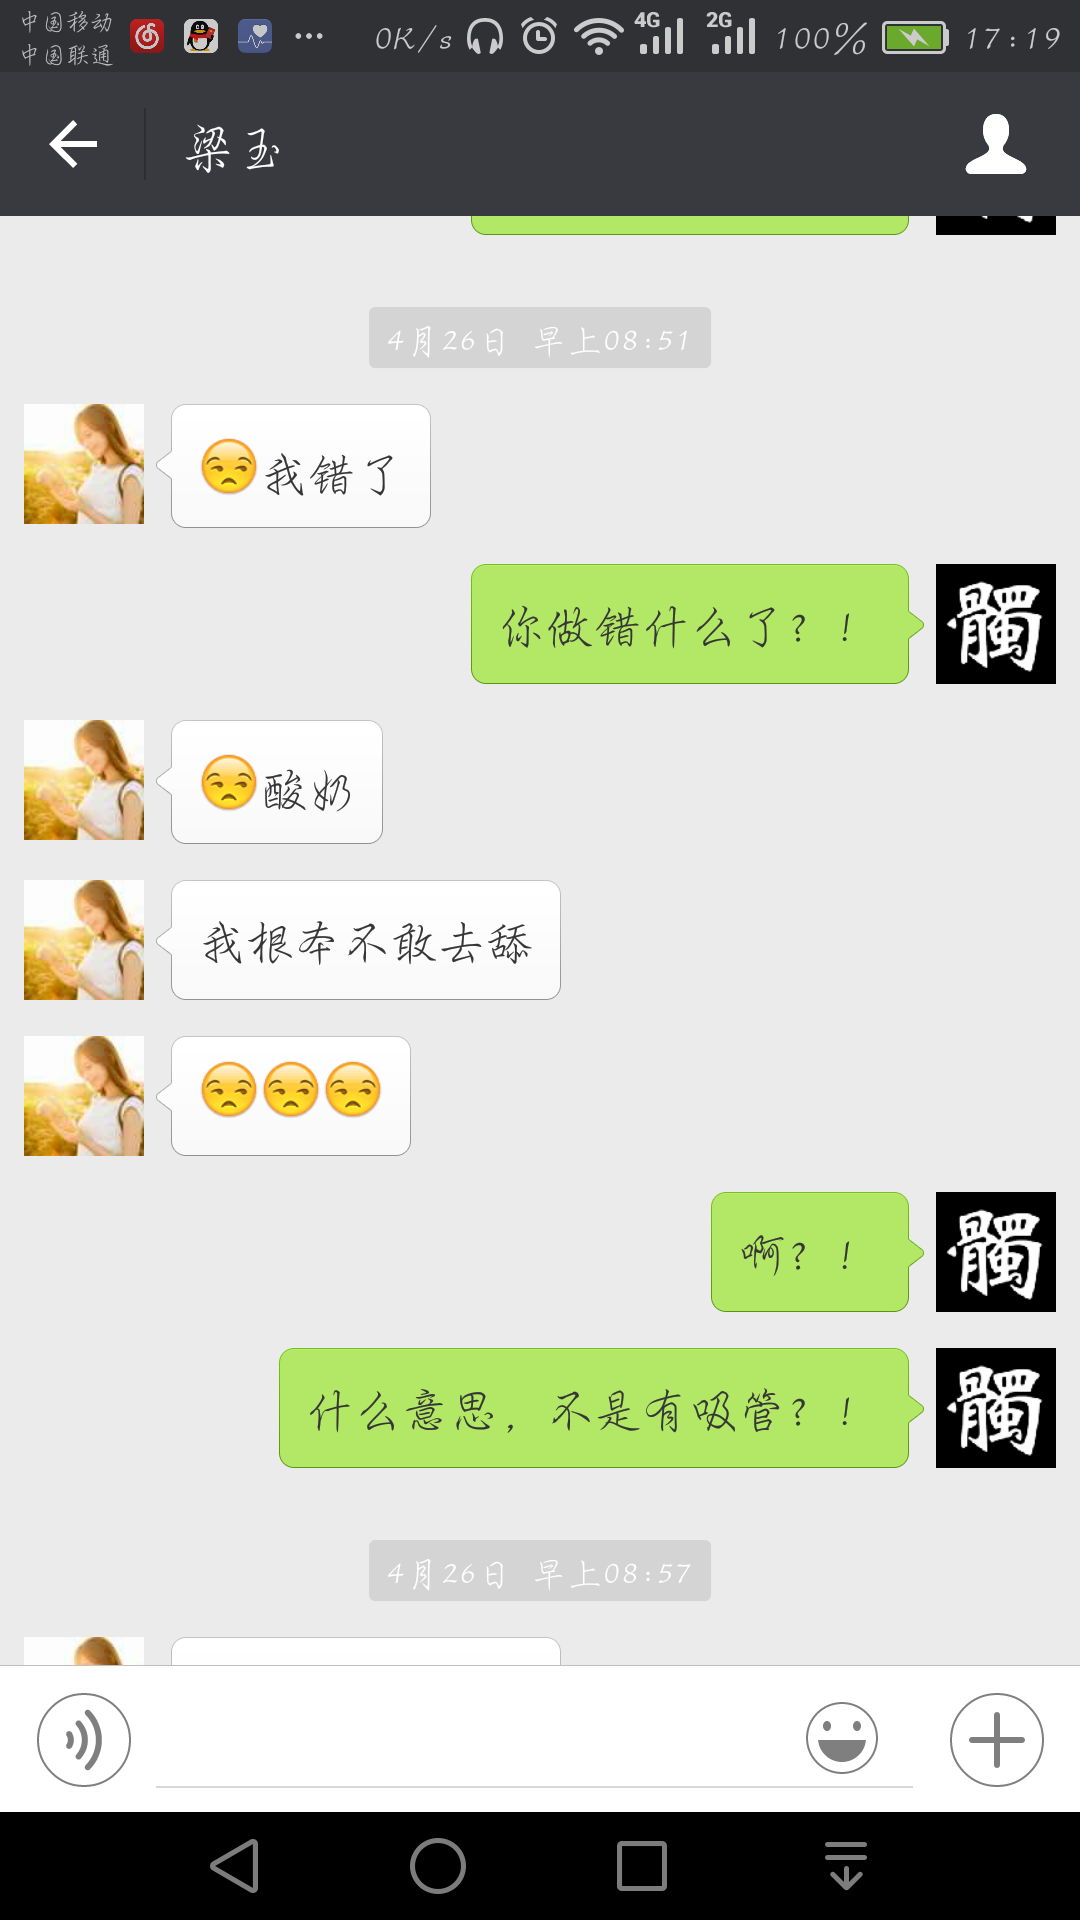 中国移动
中国联通
0K/s
4G
2G
100%
17:19
梁玉
4月26日 早上08:51
我错了
你做错什么了？！
髑
酸奶
我根本不敢去舔
啊？！
髑
什么意思，不是有吸管？！
髑
4月26日 早上08:57